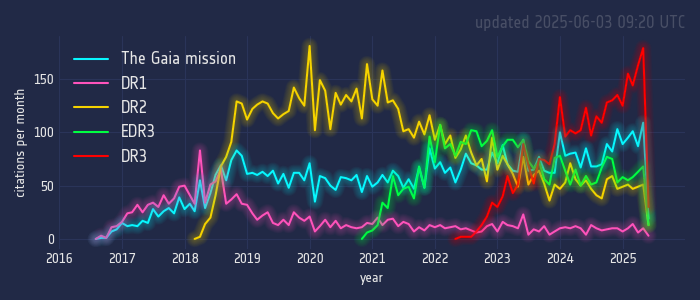 updated 2025-06-03 09:20 UTC
The Gaia mission
DR1
DR2
EDR3
DR3
citations per month
150
100
50
0
2016 2017 2018 2019 2020 2021 2022 2023 2024 2025
year